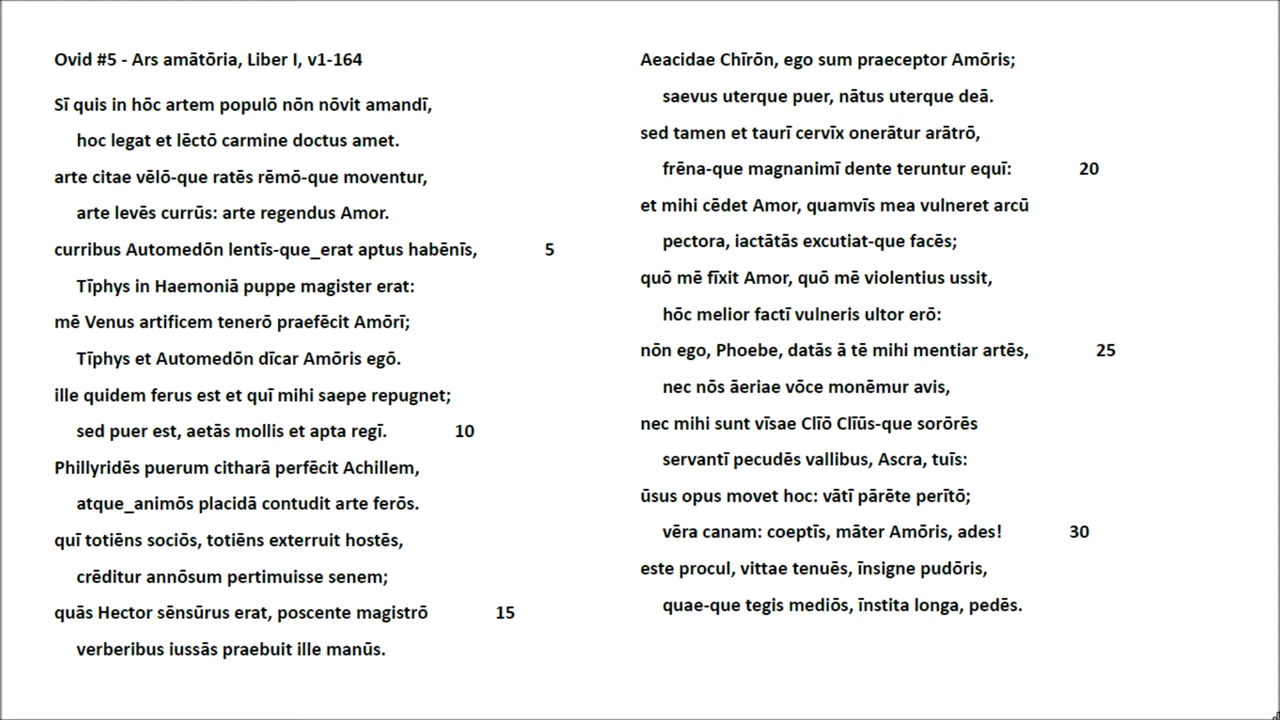 Ovid #5 - Ars amātōria, Liber I, v1-164
Sī quis in hōc artem populō nōn nōvit amandī,
hoc legat et lēctō carmine doctus amet.
arte citae vēlō-que ratēs rēmō-que moventur,
arte levēs currūs: arte regendus Amor.
curribus Automedōn lentīs-que_erat aptus habēnīs, 5
Tīphys in Haemoniā puppe magister erat:
mē Venus artificem tenerō praefēcit Amōrī;
Tīphys et Automedōn dīcar Amōris egō.
ille quidem ferus est et quī mihi saepe repugnet;
sed puer est, aetās mollis et apta regī. 10
Phillyridēs puerum citharā perfēcit Achillem,
atque_animōs placidā contudit arte ferōs.
quī totiēns sociōs, totiēns exterruit hostēs,
crēditur annōsum pertimuisse senem;
quās Hector sēnsūrus erat, poscente magistrō 15
verberibus iussās praebuit ille manūs.
Aeacidae Chīrōn, ego sum praeceptor Amōris;
saevus uterque puer, nātus uterque deā.
sed tamen et taurī cervīx onerātur arātrō,
frēna-que magnanimī dente teruntur equī: 20
et mihi cēdet Amor, quamvīs mea vulneret arcū
pectora, iactātās excutiat-que facēs;
quō mē fīxit Amor, quō mē violentius ussit,
hōc melior factī vulneris ultor erō:
nōn ego, Phoebe, datās ā tē mihi mentiar artēs, 25
nec nōs āeriae vōce monēmur avis,
nec mihi sunt vīsae Clīō Clīūs-que sorōrēs
servantī pecudēs vallibus, Ascra, tuīs:
ūsus opus movet hoc: vātī pārēte perītō;
vēra canam: coeptīs, māter Amōris, ades! 30
este procul, vittae tenuēs, īnsigne pudōris,
quae-que tegis mediōs, īnstita longa, pedēs.